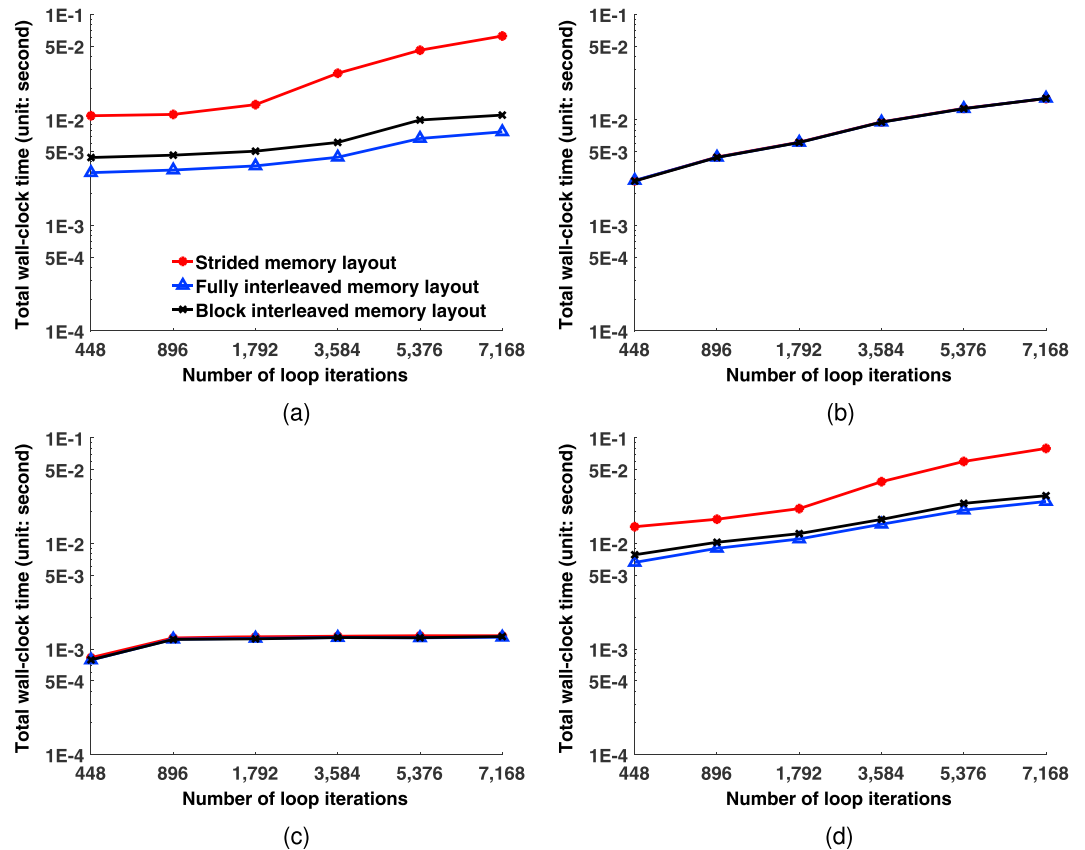 Total wall-clock time (unit: second)
1E-1
5E-2
1E-2
5E-3
1E-3
5E-4
1E-4
Strided memory layout
Fully interleaved memory layout
Block interleaved memory layout
448 896 1,792 3,584 5,376 7,168
Number of loop iterations
(a)
Total wall-clock time (unit: second)
1E-1
5E-2
1E-2
5E-3
1E-3
5E-4
1E-4
448 896 1,792 3,584 5,376 7,168
Number of loop iterations
(b)
Total wall-clock time (unit: second)
1E-1
5E-2
1E-2
5E-3
1E-3
5E-4
1E-4
448 896 1,792 3,584 5,376 7,168
Number of loop iterations
(c)
Total wall-clock time (unit: second)
1E-1
5E-2
1E-2
5E-3
1E-3
5E-4
1E-4
448 896 1,792 3,584 5,376 7,168
Number of loop iterations
(d)